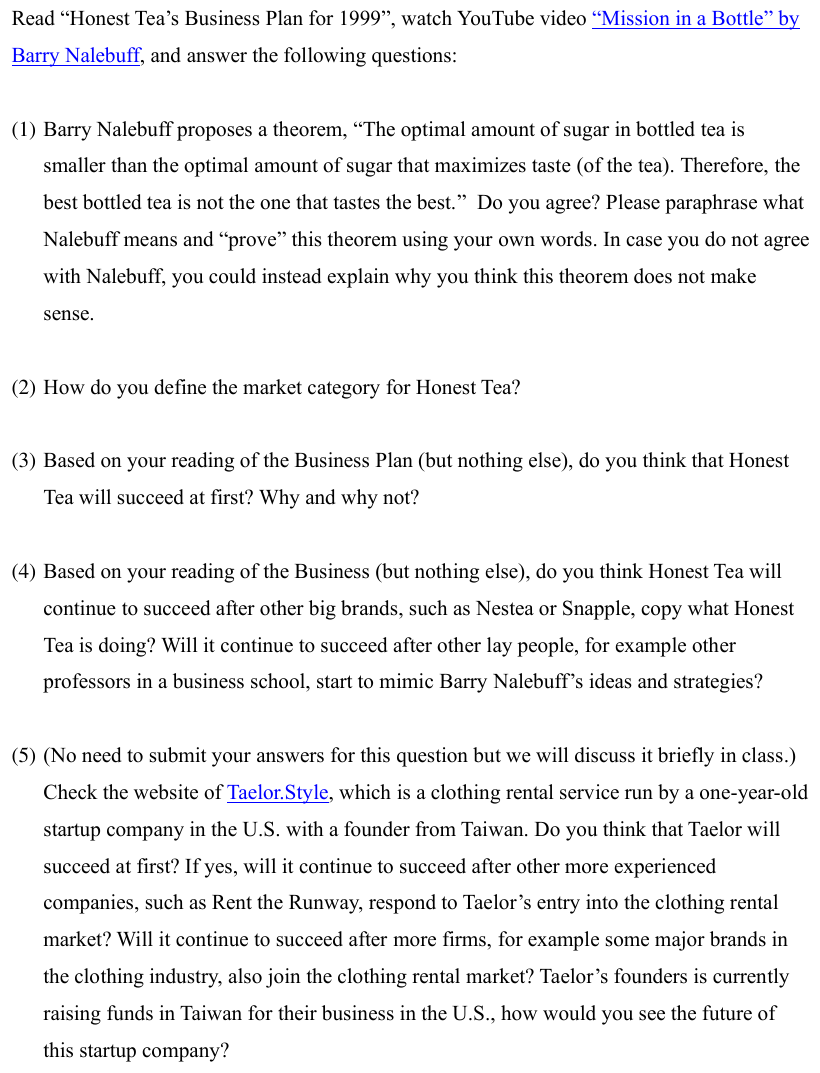 Read “Honest Tea’s Business Plan for 1999”, watch YouTube video “Mission in a Bottle” by
Barry Nalebuff, and answer the following questions:
(1) Barry Nalebuff proposes a theorem, “The optimal amount of sugar in bottled tea is
smaller than the optimal amount of sugar that maximizes taste (of the tea). Therefore, the
best bottled tea is not the one that tastes the best.”  Do you agree? Please paraphrase what
Nalebuff means and “prove” this theorem using your own words. In case you do not agree
with Nalebuff, you could instead explain why you think this theorem does not make
sense.
(2) How do you define the market category for Honest Tea?
(3) Based on your reading of the Business Plan (but nothing else), do you think that Honest
Tea will succeed at first? Why and why not?
(4) Based on your reading of the Business (but nothing else), do you think Honest Tea will
continue to succeed after other big brands, such as Nestea or Snapple, copy what Honest
Tea is doing? Will it continue to succeed after other lay people, for example other
professors in a business school, start to mimic Barry Nalebuff’s ideas and strategies?
(5) (No need to submit your answers for this question but we will discuss it briefly in class.)
Check the website of Taelor.Style, which is a clothing rental service run by a one-year-old
startup company in the U.S. with a founder from Taiwan. Do you think that Taelor will
succeed at first? If yes, will it continue to succeed after other more experienced
companies, such as Rent the Runway, respond to Taelor’s entry into the clothing rental
market? Will it continue to succeed after more firms, for example some major brands in
the clothing industry, also join the clothing rental market? Taelor’s founders is currently
raising funds in Taiwan for their business in the U.S., how would you see the future of
this startup company?